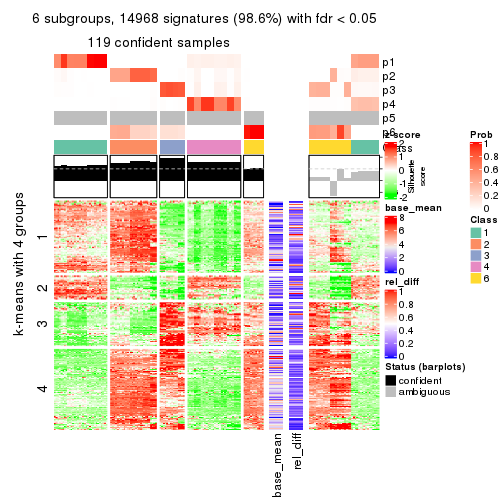 6 subgroups, 14968 signatures (98.6%) with fdr < 0.05
119 confident samples
p1
p2
p3
p4
p5
p6
Class
Silhouette
score
k-means with 4 groups
1
2
3
4
base_mean
rel_diff
z-score
2
1
0
-1
-2
base_mean
8
6
4
2
0
rel_diff
1
0.8
0.6
0.4
0.2
0
Status (barplots)
confident
ambiguous
Prob
1
0.8
0.6
0.4
0.2
0
Class
1
2
3
4
6